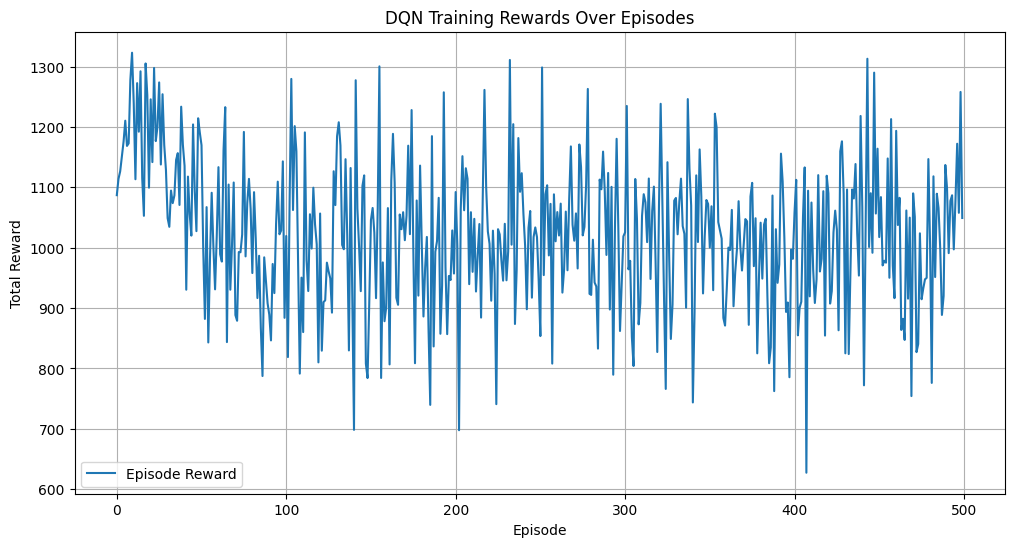 DQN Training Rewards Over Episodes
Total Reward
1300
1200
1100
1000
900
800
700
600
Episode Reward
0 100 200 300 400 500
Episode